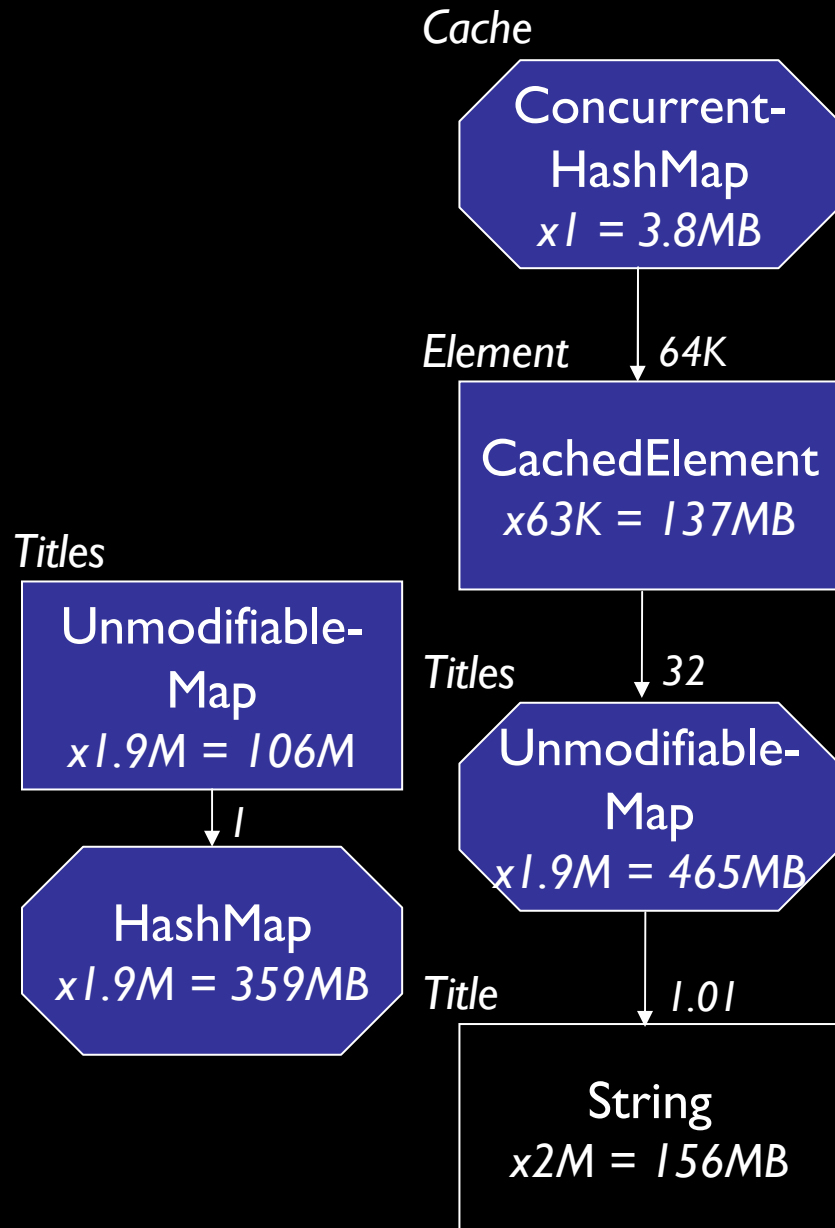 Cache
Concurrent-
HashMap
x1 = 3.8MB
Element
64K
CachedElement
x63K = 137MB
Titles
Unmodifiable-
Map
x1.9M = 106M
1
HashMap
x1.9M = 359MB
Titles
32
Unmodifiable-
Map
x1.9M = 465MB
Title
1.01
String
x2M = 156MB